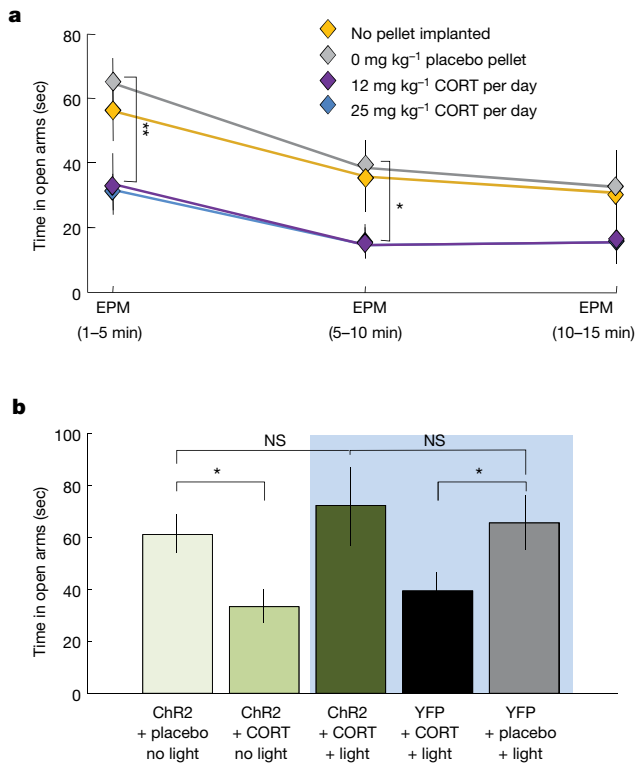 a
80
60
40
20
0
Time in open arms (sec)
No pellet implanted
0 mg kg⁻¹ placebo pellet
12 mg kg⁻¹ CORT per day
25 mg kg⁻¹ CORT per day
**
*
EPM
(1–5 min)
EPM
(5–10 min)
EPM
(10–15 min)
b
100
80
60
40
20
0
Time in open arms (sec)
NS
NS
*
*
ChR2
+ placebo
no light
ChR2
+ CORT
no light
ChR2
+ CORT
+ light
YFP
+ CORT
+ light
YFP
+ placebo
+ light